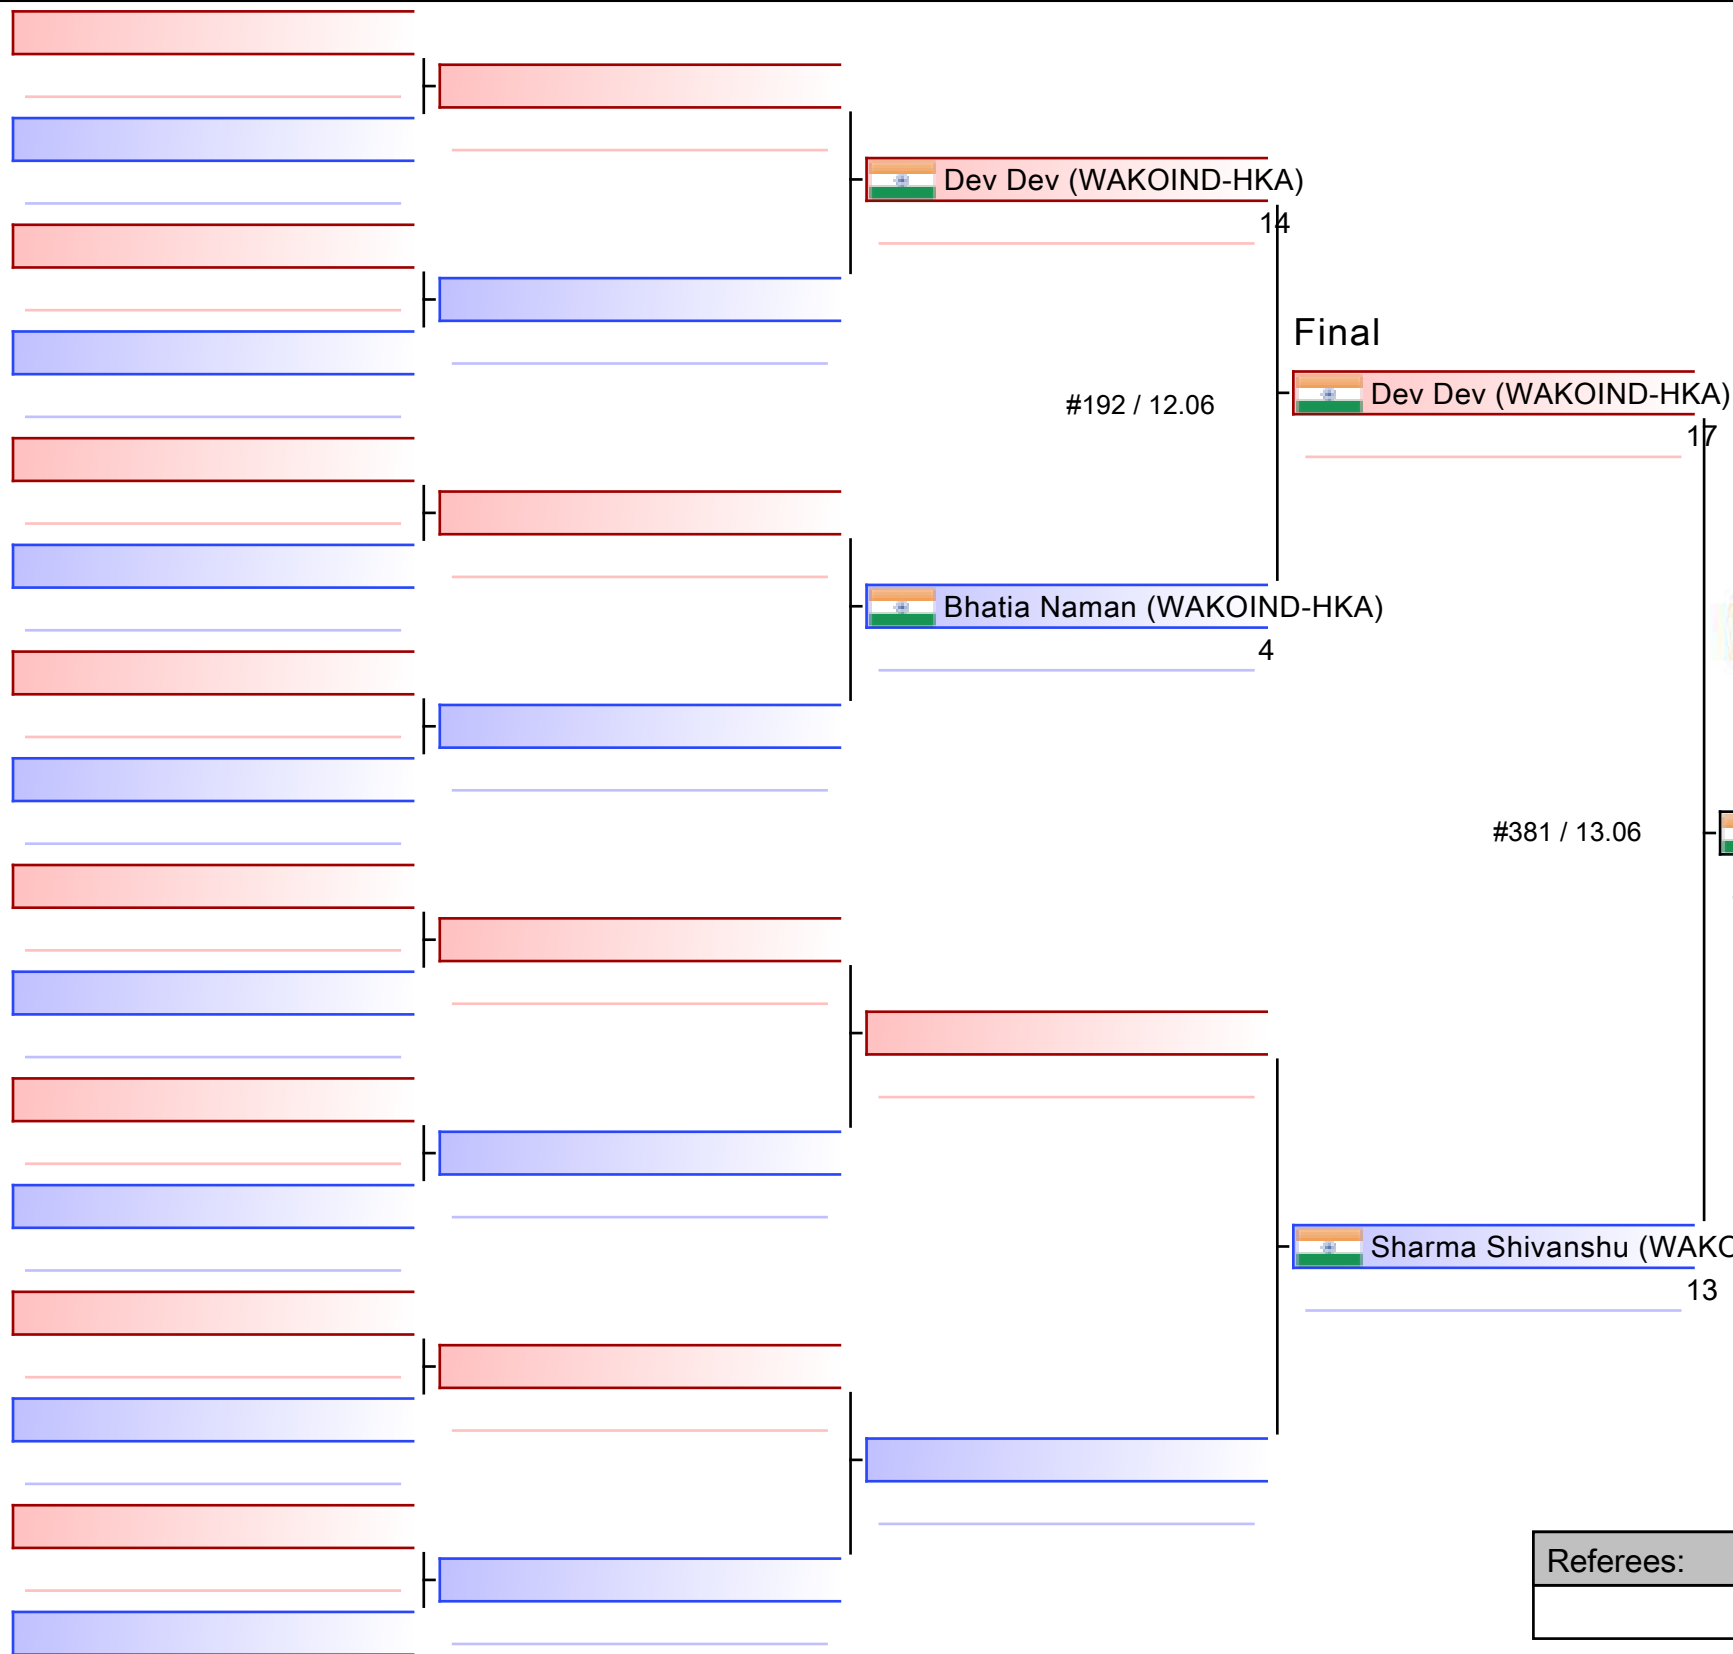 Dev Dev (WAKOIND-HKA)
14
Final
Dev Dev (WAKOIND-HKA)
17
#192 / 12.06
Bhatia Naman (WAKOIND-HKA)
4
#381 / 13.06
Sharma Shivanshu (WAKO
13
Referees: